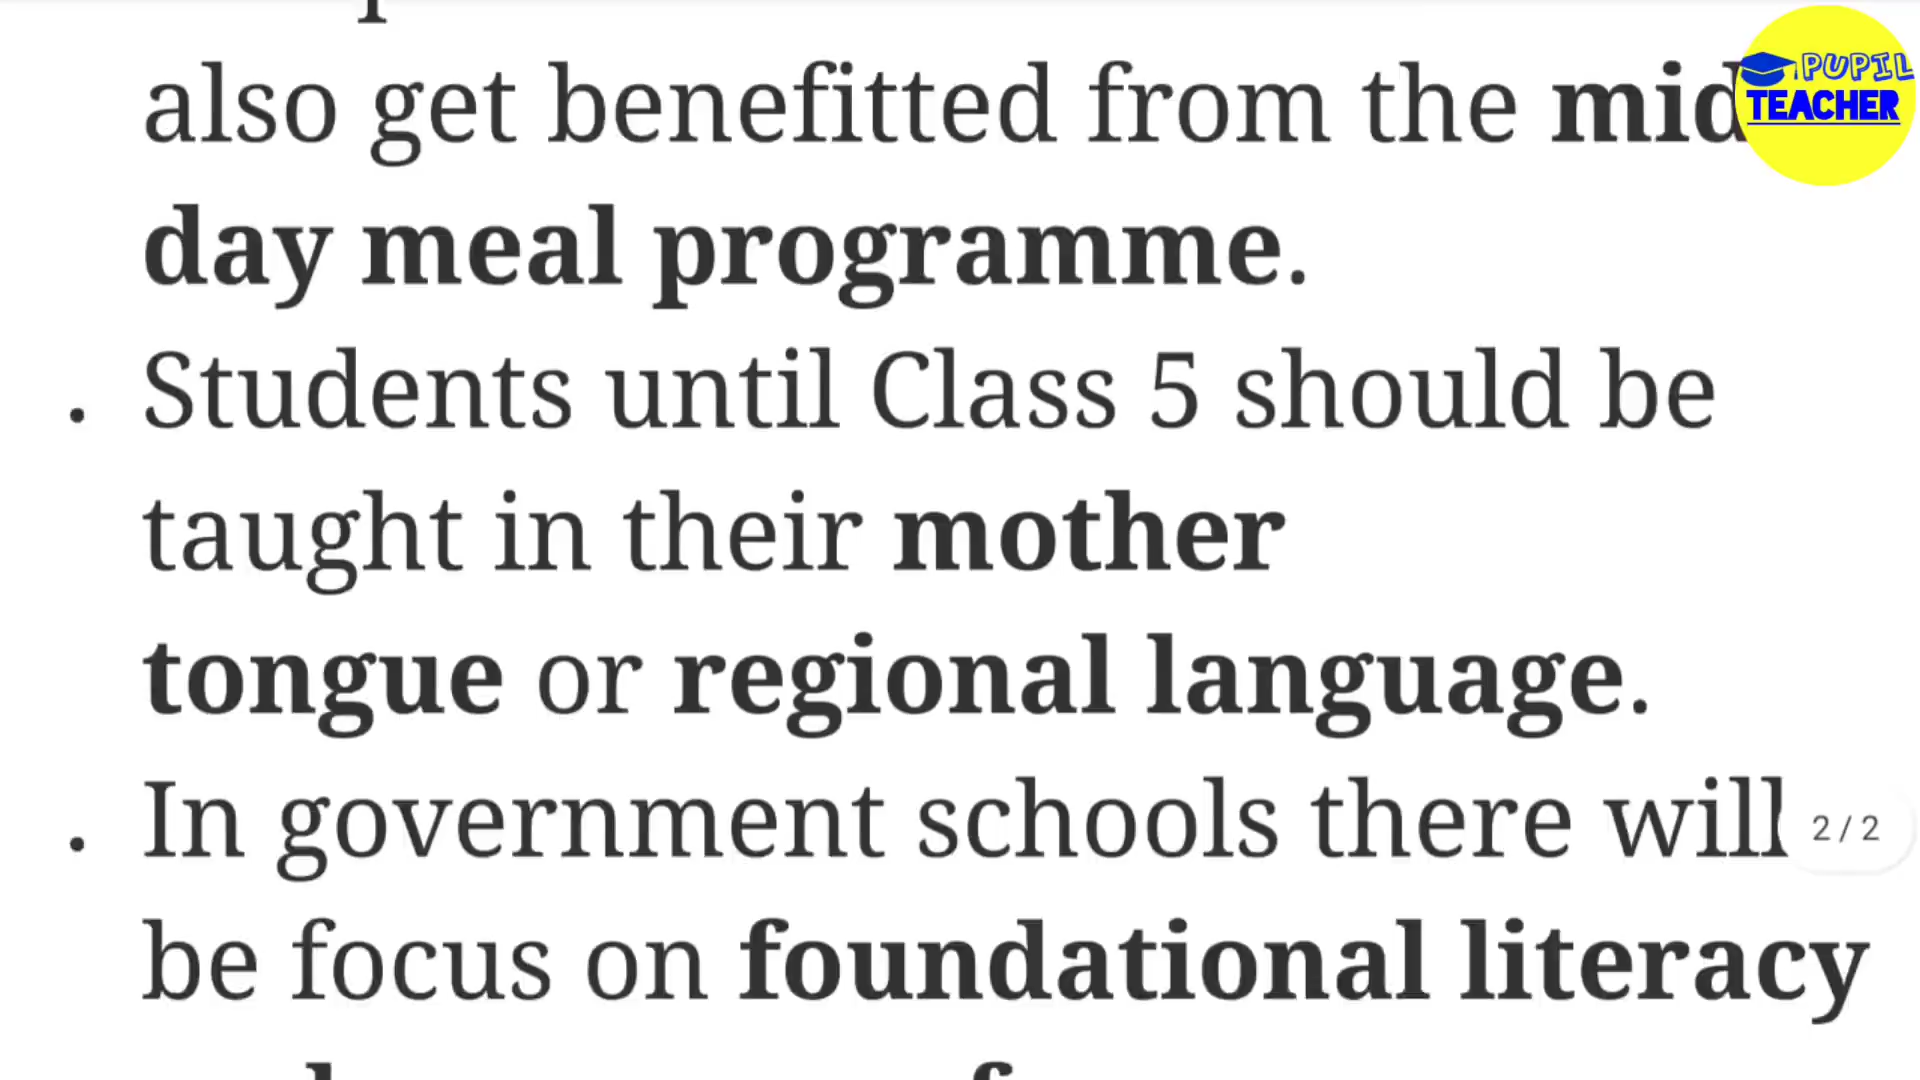 also get benefitted from the mid
day meal programme.
. Students until Class 5 should be
taught in their mother
tongue or regional language.
. In government schools there will
be focus on foundational literacy
PUPIL
TEACHER
2/2